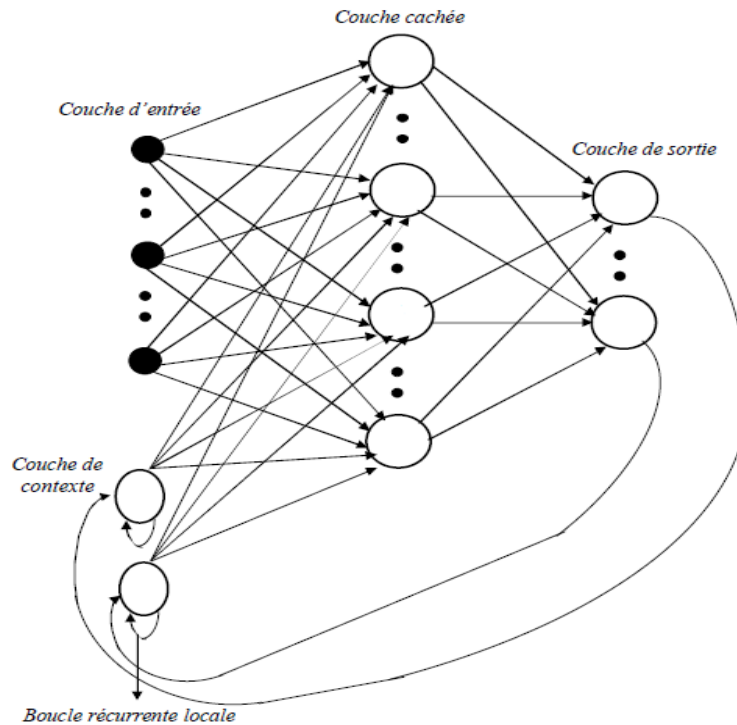 Couche cachée
Couche d'entrée
Couche de sortie
Couche de
contexte
Boucle récurrente locale